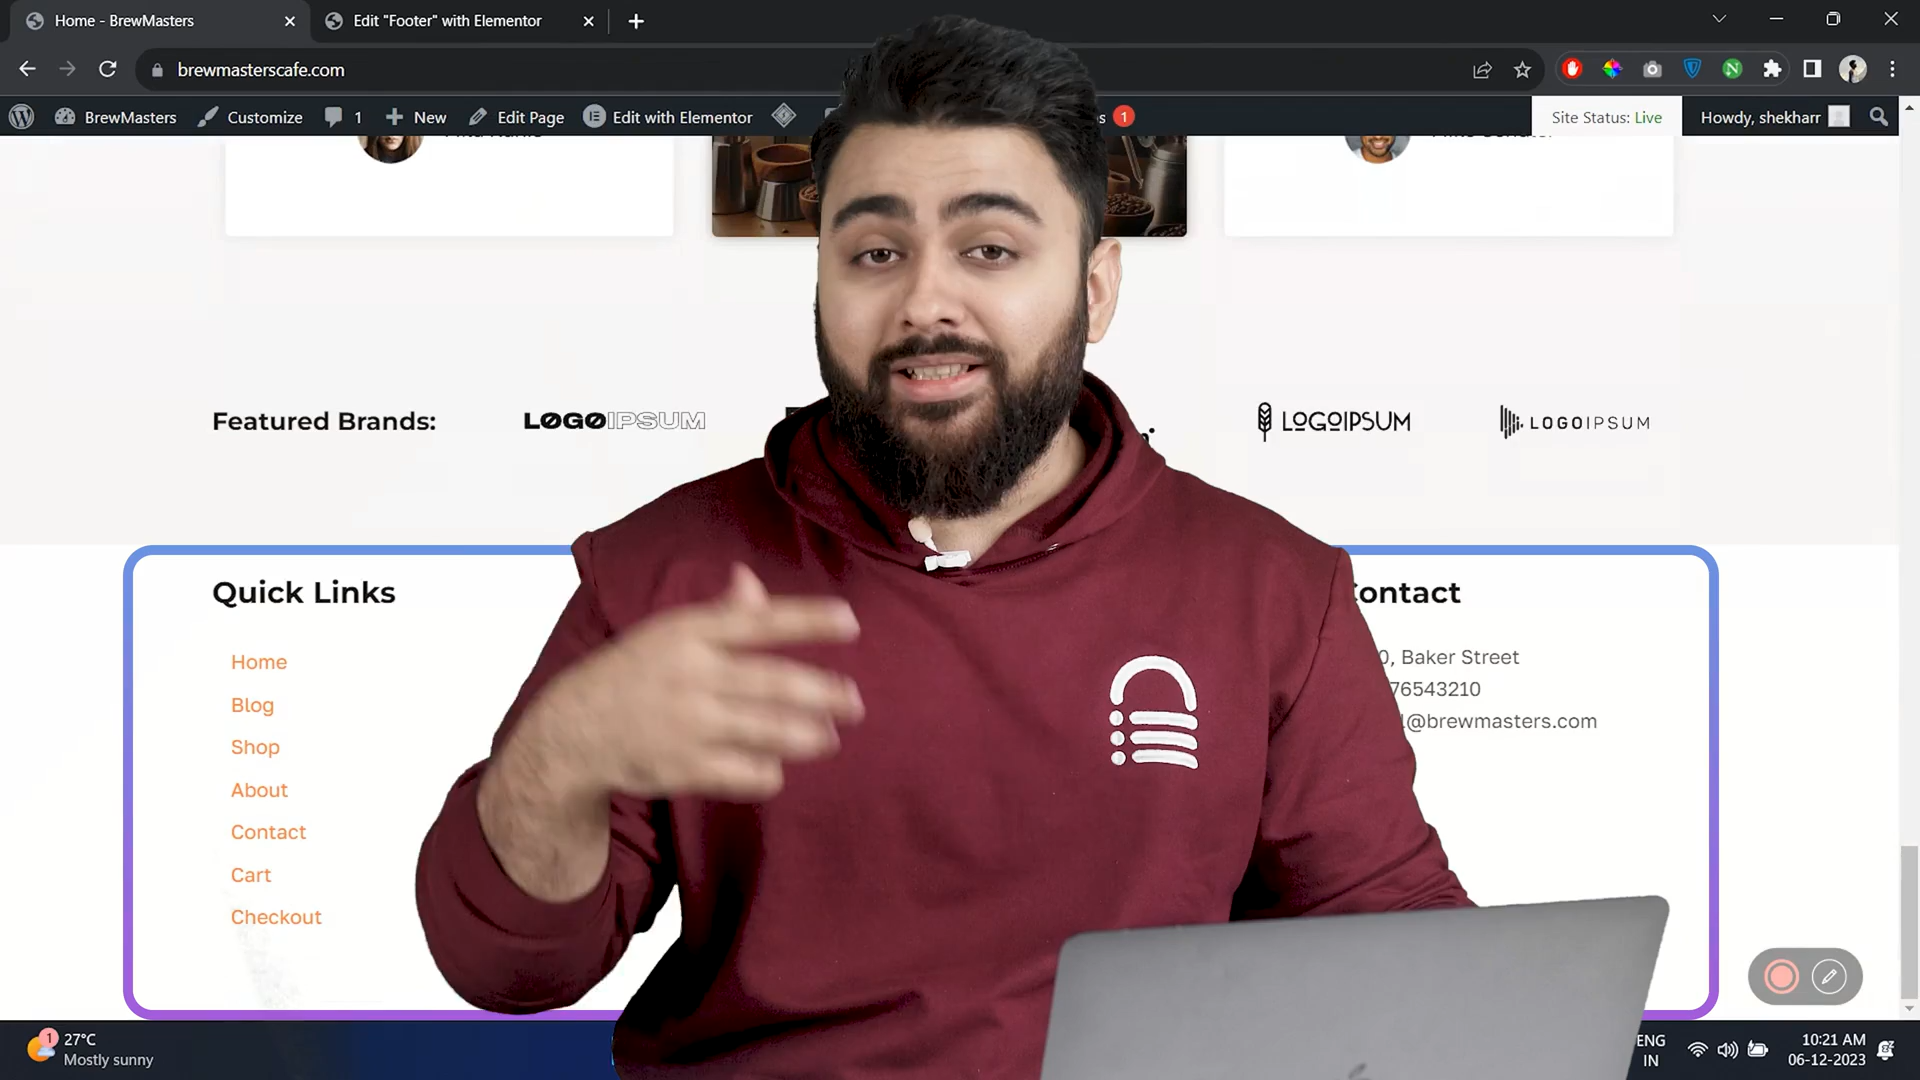 Home - BrewMasters
Edit "Footer" with Elementor
brewmasterscafe.com
BrewMasters
1
New
Customize
Edit Page
Edit with Elementor
1
Site Status: Live
Howdy, shekharr
Featured Brands:
LOGOIPSUM
LOGOIPSUM
LOGOIPSUM
Quick Links
Home
Blog
Shop
About
Contact
Cart
Checkout
ontact
0, Baker Street
76543210
@brewmasters.com
1
27°C
Mostly sunny
ENG
IN
10:21 AM
06-12-2023